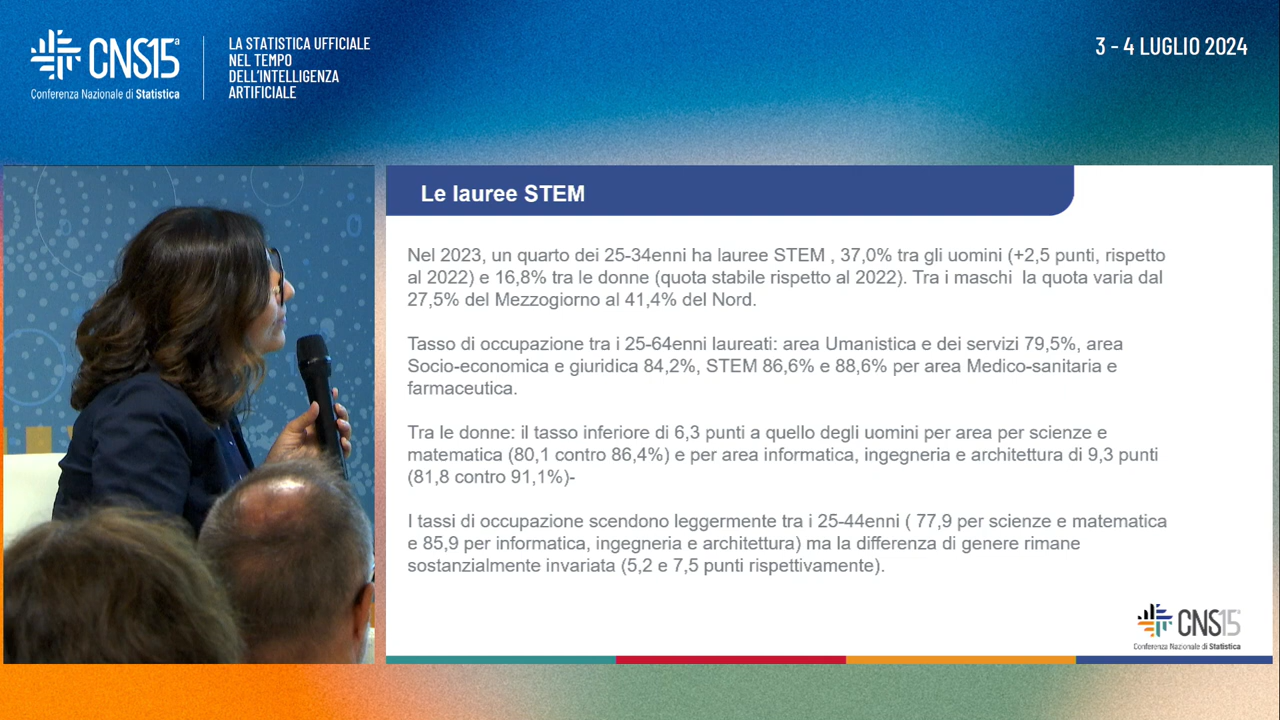 CNS15ª
Conferenza Nazionale di Statistica
LA STATISTICA UFFICIALE
NEL TEMPO
DELL'INTELLIGENZA
ARTIFICIALE
3 - 4 LUGLIO 2024
Le lauree STEM
Nel 2023, un quarto dei 25-34enni ha lauree STEM , 37,0% tra gli uomini (+2,5 punti, rispetto
al 2022) e 16,8% tra le donne (quota stabile rispetto al 2022). Tra i maschi la quota varia dal
27,5% del Mezzogiorno al 41,4% del Nord.
Tasso di occupazione tra i 25-64enni laureati: area Umanistica e dei servizi 79,5%, area
Socio-economica e giuridica 84,2%, STEM 86,6% e 88,6% per area Medico-sanitaria e
farmaceutica.
Tra le donne: il tasso inferiore di 6,3 punti a quello degli uomini per area per scienze e
matematica (80,1 contro 86,4%) e per area informatica, ingegneria e architettura di 9,3 punti
(81,8 contro 91,1%)-
I tassi di occupazione scendono leggermente tra i 25-44enni ( 77,9 per scienze e matematica
e 85,9 per informatica, ingegneria e architettura) ma la differenza di genere rimane
sostanzialmente invariata (5,2 e 7,5 punti rispettivamente).
CNS15
Conferenza Nazionale di Statistica